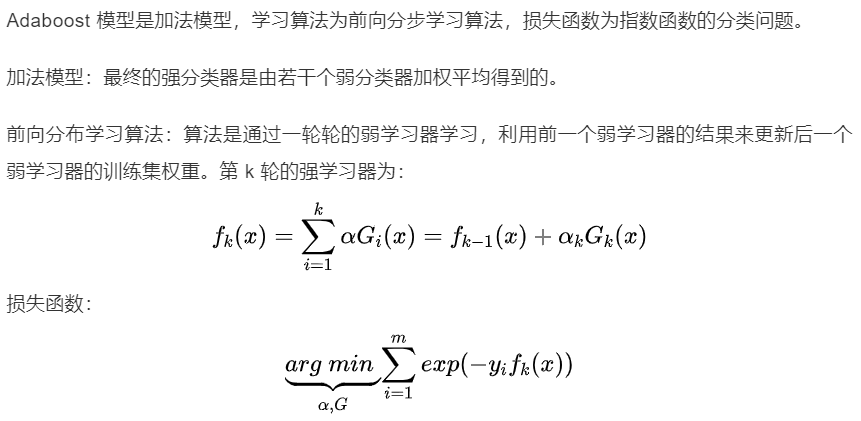 Adaboost 模型是加法模型，学习算法为前向分步学习算法，损失函数为指数函数的分类问题。
加法模型：最终的强分类器是由若干个弱分类器加权平均得到的。
前向分布学习算法：算法是通过一轮轮的弱学习器学习，利用前一个弱学习器的结果来更新后一个
弱学习器的训练集权重。第 k 轮的强学习器为：
$f_k(x) = \sum_{i=1}^{k} \alpha G_i(x) = f_{k-1}(x) + \alpha_k G_k(x)$
损失函数：
$\underbrace{arg\ min}_{\alpha,G} \sum_{i=1}^{m} exp(-y_i f_k(x))$